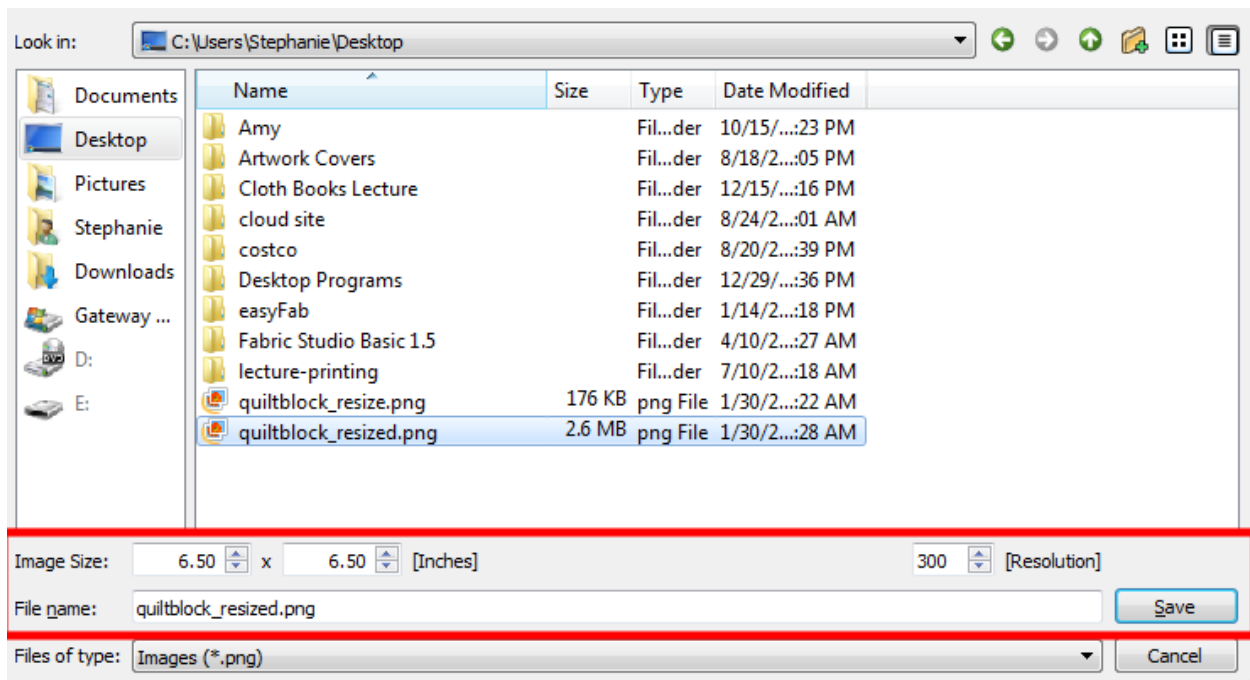 Look in: C:\Users\Stephanie\Desktop
Documents
Desktop
Pictures
Stephanie
Downloads
Gateway ...
D:
E:
Name Size Type Date Modified
Amy Fil...der 10/15/...:23 PM
Artwork Covers Fil...der 8/18/2...:05 PM
Cloth Books Lecture Fil...der 12/15/...:16 PM
cloud site Fil...der 8/24/2...:01 AM
costco Fil...der 8/20/2...:39 PM
Desktop Programs Fil...der 12/29/...:36 PM
easyFab Fil...der 1/14/2...:18 PM
Fabric Studio Basic 1.5 Fil...der 4/10/2...:27 AM
lecture-printing Fil...der 7/10/2...:18 AM
quiltblock_resize.png 176 KB png File 1/30/2...:22 AM
quiltblock_resized.png 2.6 MB png File 1/30/2...:28 AM
Image Size: 6.50 x 6.50 [Inches] 300 [Resolution]
File name: quiltblock_resized.png Save
Files of type: Images (*.png) Cancel